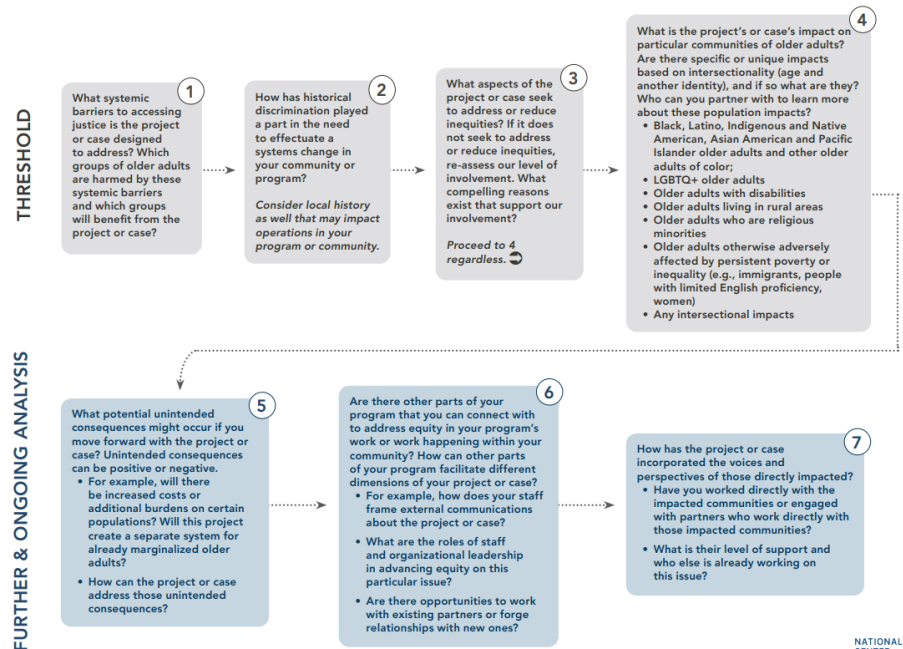 THRESHOLD
1
What systemic
barriers to accessing
justice is the project
or case designed
to address? Which
groups of older adults
are harmed by these
systemic barriers
and which groups
will benefit from the
project or case?
2
How has historical
discrimination played
a part in the need
to effectuate a
systems change in
your community or
program?
Consider local history
as well that may impact
operations in your
program or community.
3
What aspects of the
project or case seek
to address or reduce
inequities? If it does
not seek to address
or reduce inequities,
re-assess our level of
involvement. What
compelling reasons
exist that support our
involvement?
Proceed to 4
regardless.
4
What is the project's or case's impact on
particular communities of older adults?
Are there specific or unique impacts
based on intersectionality (age and
another identity), and if so what are they?
Who can you partner with to learn more
about these population impacts?
• Black, Latino, Indigenous and Native
American, Asian American and Pacific
Islander older adults and other older
adults of color;
• LGBTQ+ older adults
• Older adults with disabilities
• Older adults living in rural areas
• Older adults who are religious
minorities
• Older adults otherwise adversely
affected by persistent poverty or
inequality (e.g., immigrants, people
with limited English proficiency,
women)
• Any intersectional impacts
FURTHER & ONGOING ANALYSIS
5
What potential unintended
consequences might occur if you
move forward with the project or
case? Unintended consequences
can be positive or negative.
• For example, will there
be increased costs or
additional burdens on certain
populations? Will this project
create a separate system for
already marginalized older
adults?
• How can the project or case
address those unintended
consequences?
6
Are there other parts of your
program that you can connect with
to address equity in your program's
work or work happening within your
community? How can other parts
of your program facilitate different
dimensions of your project or case?
• For example, how does your staff
frame external communications
about the project or case?
• What are the roles of staff
and organizational leadership
in advancing equity on this
particular issue?
• Are there opportunities to work
with existing partners or forge
relationships with new ones?
7
How has the project or case
incorporated the voices and
perspectives of those directly impacted?
• Have you worked directly with the
impacted communities or engaged
with partners who work directly with
those impacted communities?
• What is their level of support and
who else is already working on
this issue?
NATIONAL